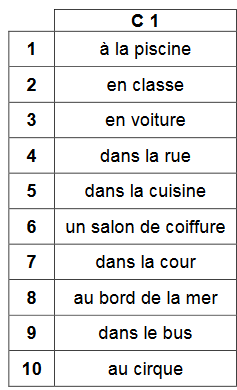 C 1
1 à la piscine
2 en classe
3 en voiture
4 dans la rue
5 dans la cuisine
6 un salon de coiffure
7 dans la cour
8 au bord de la mer
9 dans le bus
10 au cirque